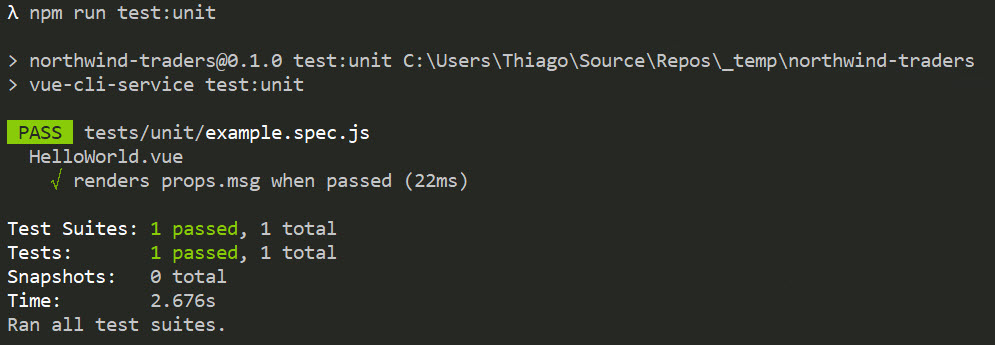 λ npm run test:unit
> northwind-traders@0.1.0 test:unit C:\Users\Thiago\Source\Repos\_temp\northwind-traders
> vue-cli-service test:unit
PASS tests/unit/example.spec.js
HelloWorld.vue
√ renders props.msg when passed (22ms)
Test Suites: 1 passed, 1 total
Tests: 1 passed, 1 total
Snapshots: 0 total
Time: 2.676s
Ran all test suites.